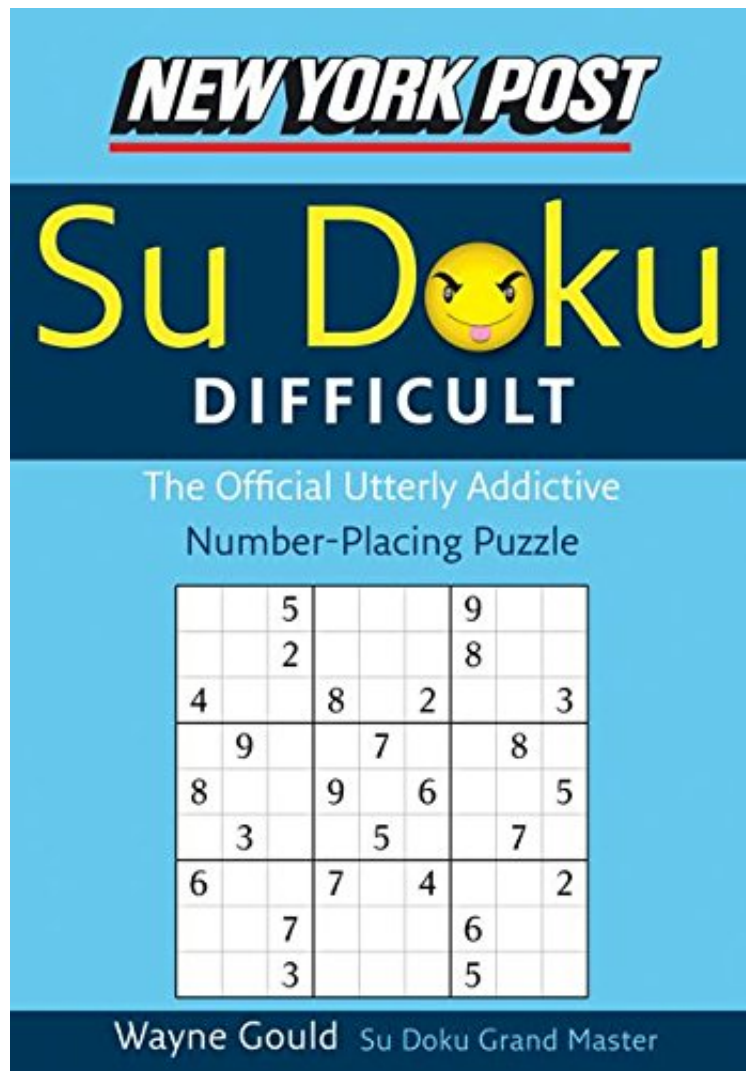 NEW YORK POST
Su Doku
DIFFICULT
The Official Utterly Addictive
Number-Placing Puzzle
5 9
2 8
4 8 2 3
9 7 8
8 9 6 5
3 5 7
6 7 4 2
7 6
3 5
Wayne Gould Su Doku Grand Master